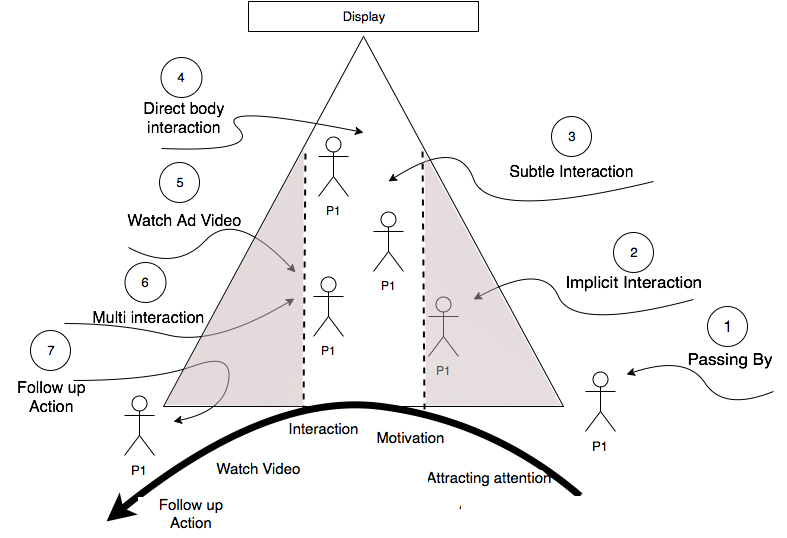 Display
4
Direct body
interaction
3
Subtle Interaction
P1
5
Watch Ad Video
2
Implicit Interaction
P1
6
Multi interaction
1
Passing By
P1
P1
7
Follow up
Action
P1
P1
Interaction
Motivation
Watch Video
Attracting attention
Follow up
Action